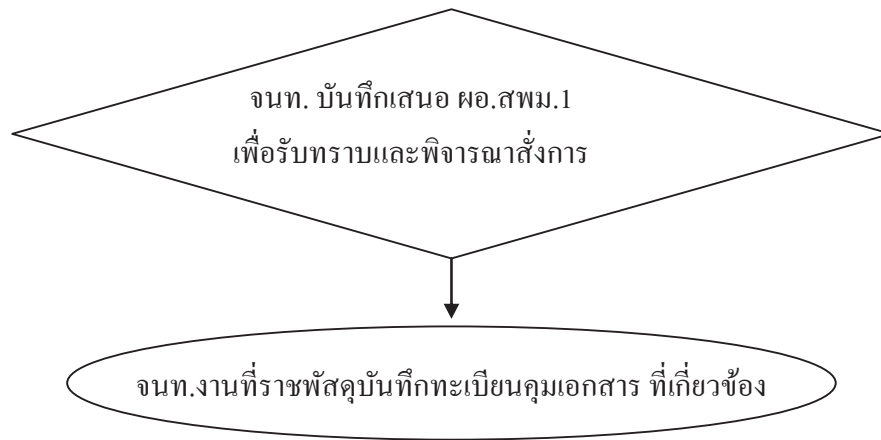 จนท. บันทึกเสนอ ผอ.สพม.1
เพื่อรับทราบและพิจารณาสั่งการ
จนท.งานที่ราชพัสดุบันทึกทะเบียนคุมเอกสาร ที่เกี่ยวข้อง